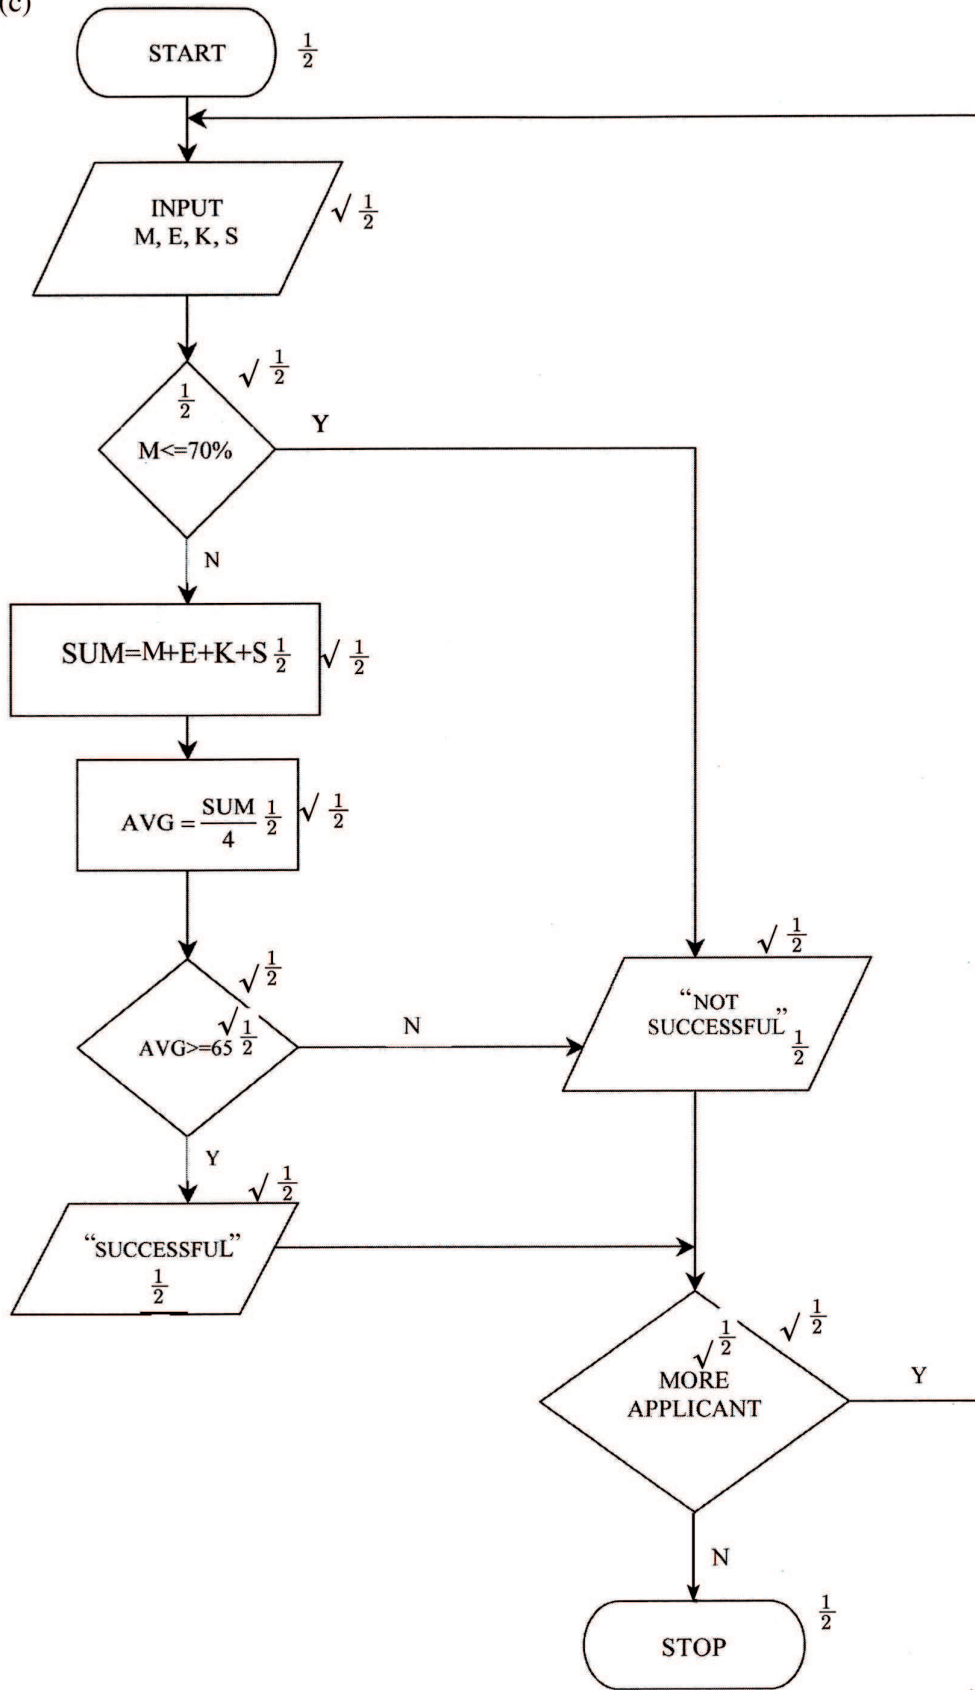 (c)
START ½
INPUT
M, E, K, S
√ ½
√ ½
½
M<=70%
Y
N
SUM=M+E+K+S ½ √ ½
AVG = SUM/4 ½ √ ½
√ ½
√ ½
AVG>=65
N
√ ½
“NOT
SUCCESSFUL”
½
Y
√ ½
“SUCCESSFUL”
½
√ ½
√ ½
MORE
APPLICANT
Y
N
STOP ½